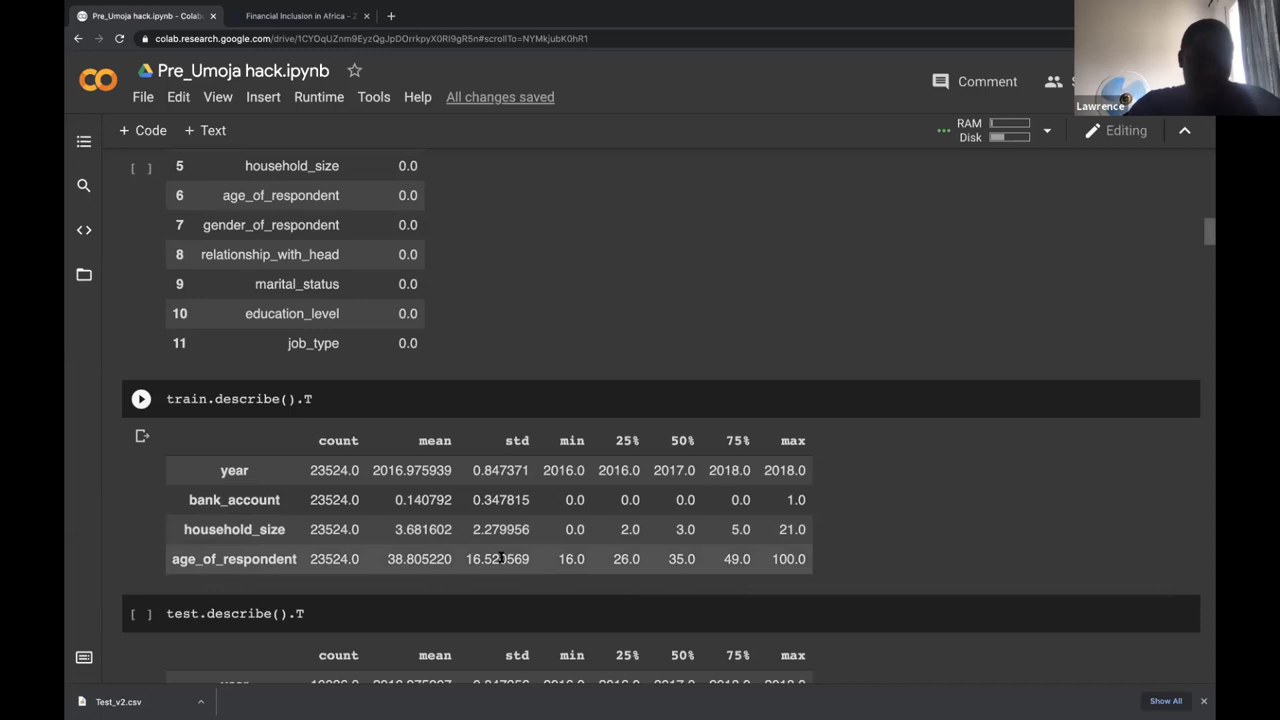 Pre_Umoja hack.ipynb - Colab
Financial Inclusion in Africa - Z
colab.research.google.com/drive/1CYOqUZnm9EyzQgJpDOrrkpyX0RI9gR5n#scrollTo=NYMkjubK0hR1
Pre_Umoja hack.ipynb
Comment
Lawrence
File Edit View Insert Runtime Tools Help All changes saved
+ Code + Text
RAM
Disk
Editing
[ ] 5 household_size 0.0
6 age_of_respondent 0.0
7 gender_of_respondent 0.0
8 relationship_with_head 0.0
9 marital_status 0.0
10 education_level 0.0
11 job_type 0.0
train.describe().T
count mean std min 25% 50% 75% max
year 23524.0 2016.975939 0.847371 2016.0 2016.0 2017.0 2018.0 2018.0
bank_account 23524.0 0.140792 0.347815 0.0 0.0 0.0 0.0 1.0
household_size 23524.0 3.681602 2.279956 0.0 2.0 3.0 5.0 21.0
age_of_respondent 23524.0 38.805220 16.520569 16.0 26.0 35.0 49.0 100.0
[ ] test.describe().T
count mean std min 25% 50% 75% max
Test_v2.csv
Show All